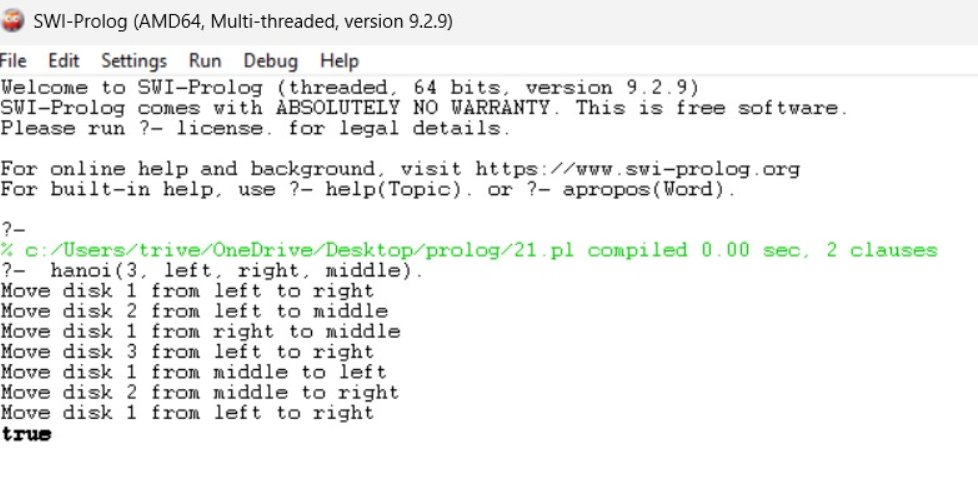 SWI-Prolog (AMD64, Multi-threaded, version 9.2.9)
File Edit Settings Run Debug Help
Welcome to SWI-Prolog (threaded, 64 bits, version 9.2.9)
SWI-Prolog comes with ABSOLUTELY NO WARRANTY. This is free software.
Please run ?- license. for legal details.
For online help and background, visit https://www.swi-prolog.org
For built-in help, use ?- help(Topic). or ?- apropos(Word).
?-
% c:/Users/trive/OneDrive/Desktop/prolog/21.pl compiled 0.00 sec, 2 clauses
?- hanoi(3, left, right, middle).
Move disk 1 from left to right
Move disk 2 from left to middle
Move disk 1 from right to middle
Move disk 3 from left to right
Move disk 1 from middle to left
Move disk 2 from middle to right
Move disk 1 from left to right
true